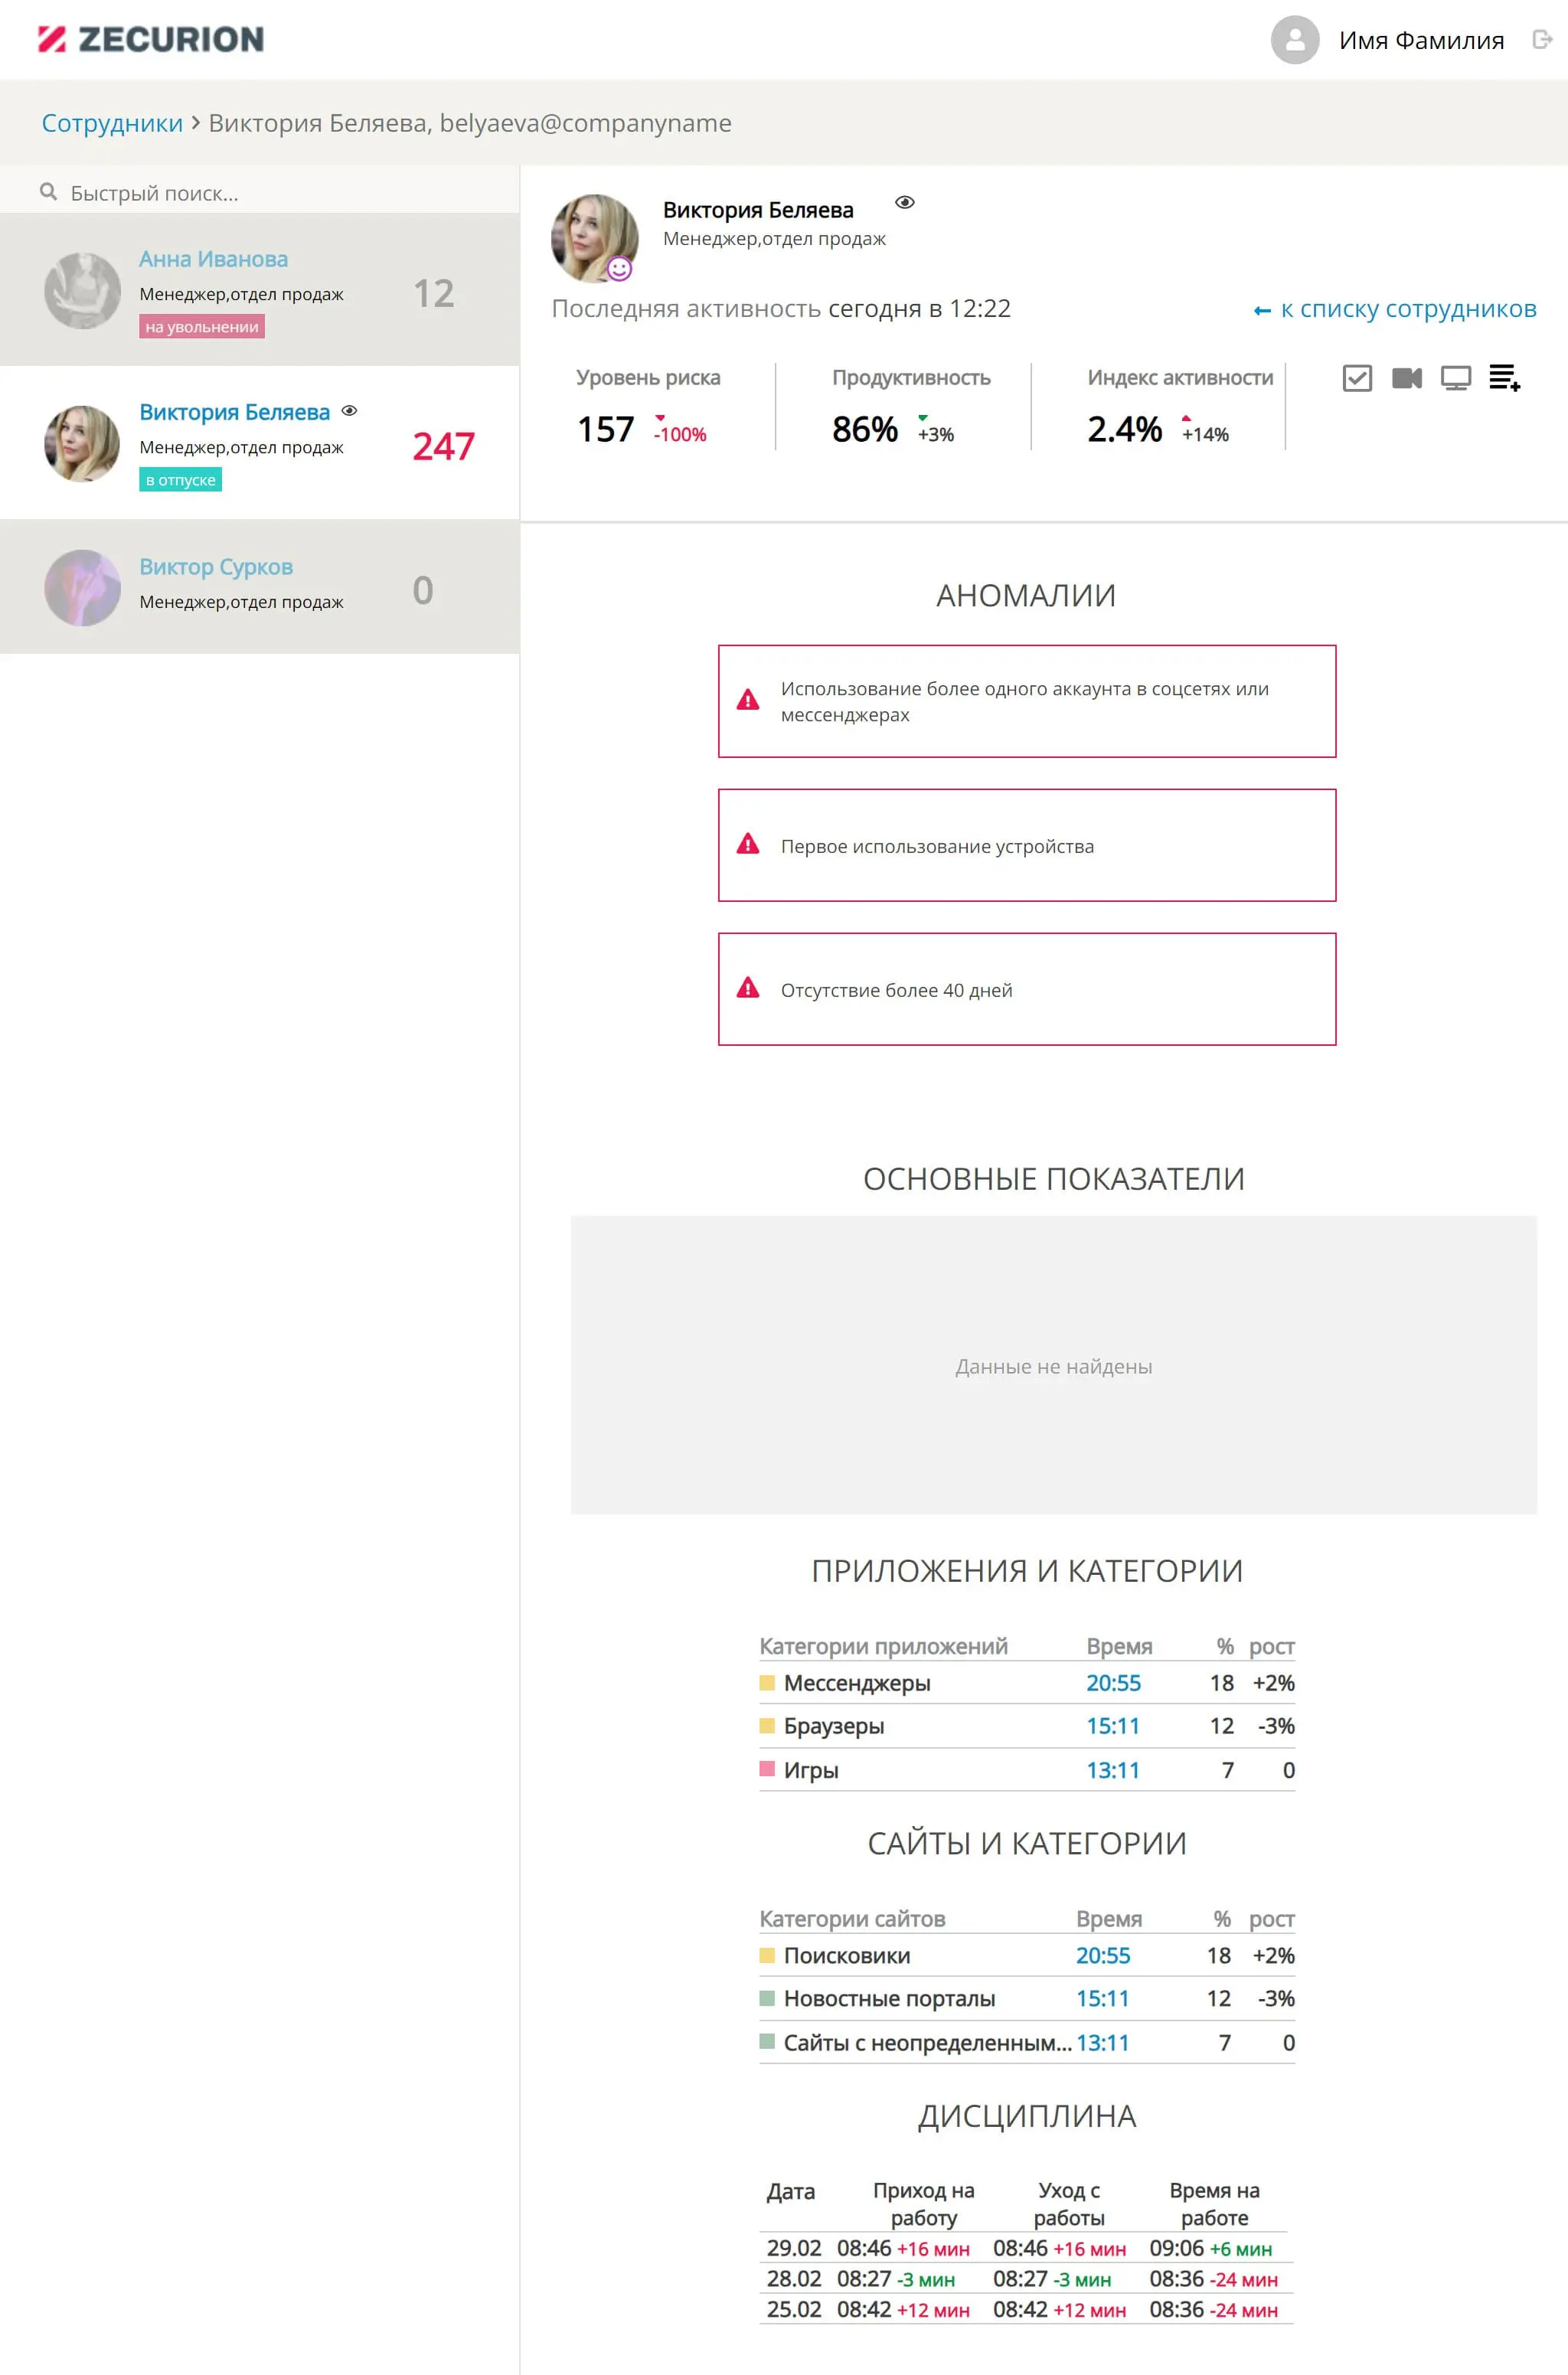 ZECURION
Имя Фамилия
Сотрудники > Виктория Беляева, belyaeva@companyname
Быстрый поиск...
Анна Иванова
Менеджер,отдел продаж
12
на увольнении
Виктория Беляева
Менеджер,отдел продаж
247
в отпуске
Виктор Сурков
Менеджер,отдел продаж
0
Виктория Беляева
Менеджер,отдел продаж
Последняя активность сегодня в 12:22
← к списку сотрудников
Уровень риска
157 -100%
Продуктивность
86% +3%
Индекс активности
2.4% +14%
АНОМАЛИИ
Использование более одного аккаунта в соцсетях или
мессенджерах
Первое использование устройства
Отсутствие более 40 дней
ОСНОВНЫЕ ПОКАЗАТЕЛИ
Данные не найдены
ПРИЛОЖЕНИЯ И КАТЕГОРИИ
Категории приложений Время % рост
Мессенджеры 20:55 18 +2%
Браузеры 15:11 12 -3%
Игры 13:11 7 0
САЙТЫ И КАТЕГОРИИ
Категории сайтов Время % рост
Поисковики 20:55 18 +2%
Новостные порталы 15:11 12 -3%
Сайты с неопределенным... 13:11 7 0
ДИСЦИПЛИНА
Дата Приход на Уход с Время на
работу работы работе
29.02 08:46 +16 мин 08:46 +16 мин 09:06 +6 мин
28.02 08:27 -3 мин 08:27 -3 мин 08:36 -24 мин
25.02 08:42 +12 мин 08:42 +12 мин 08:36 -24 мин